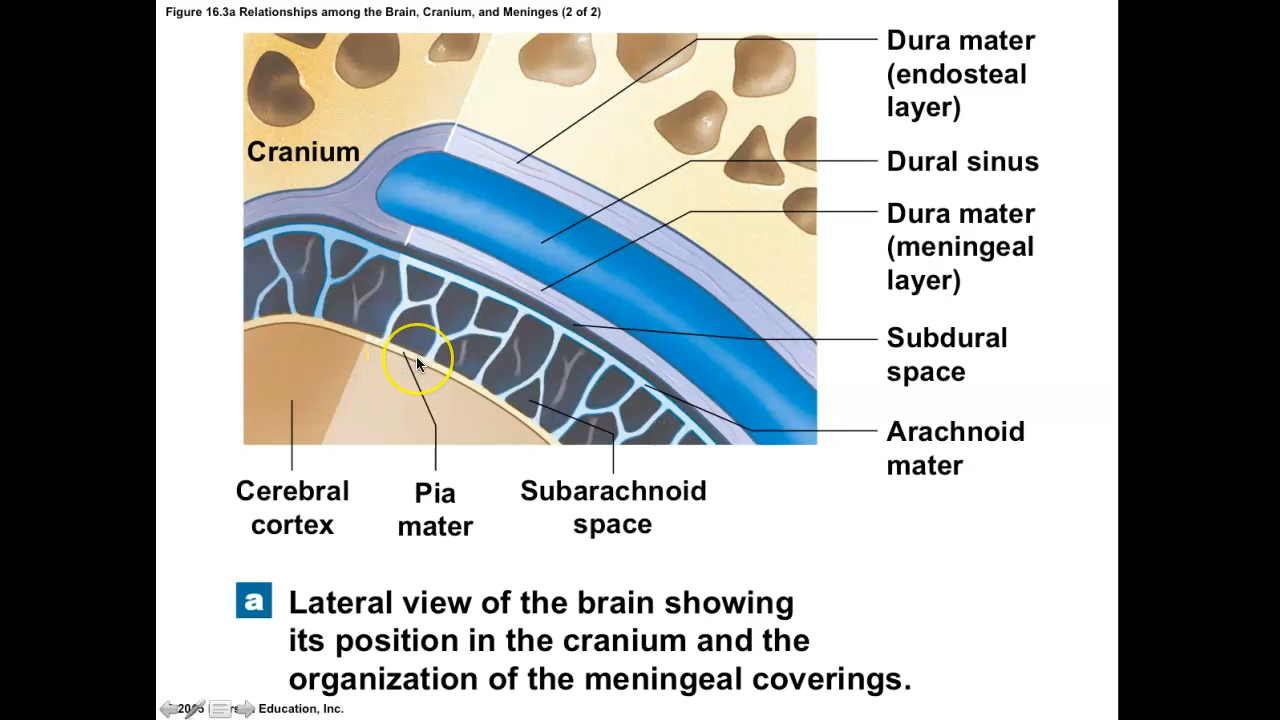 Figure 16.3a Relationships among the Brain, Cranium, and Meninges (2 of 2)
Dura mater
(endosteal
layer)
Cranium
Dural sinus
Dura mater
(meningeal
layer)
Subdural
space
Arachnoid
mater
Cerebral
cortex
Pia
mater
Subarachnoid
space
a
Lateral view of the brain showing
its position in the cranium and the
organization of the meningeal coverings.
Education, Inc.